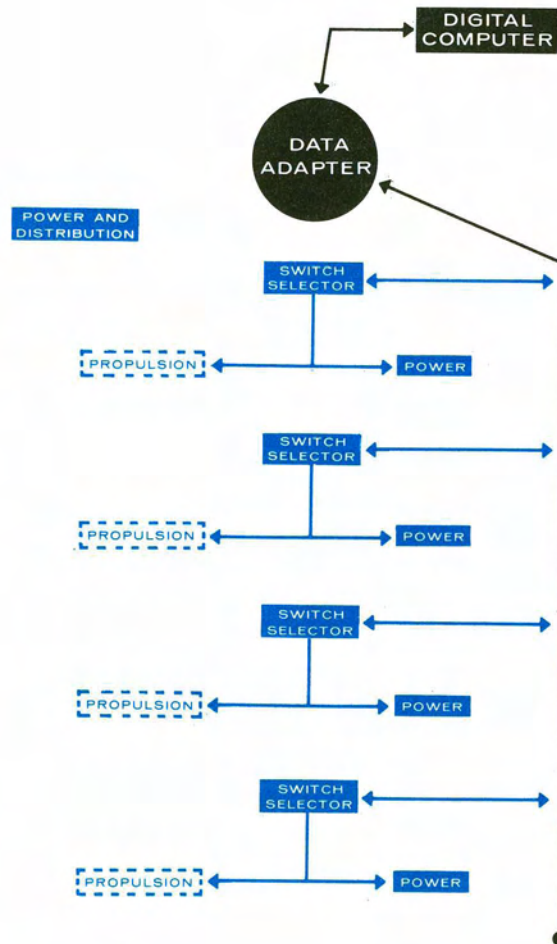 DIGITAL
COMPUTER
DATA
ADAPTER
POWER AND
DISTRIBUTION
SWITCH
SELECTOR
PROPULSION
POWER
SWITCH
SELECTOR
PROPULSION
POWER
SWITCH
SELECTOR
PROPULSION
POWER
SWITCH
SELECTOR
PROPULSION
POWER